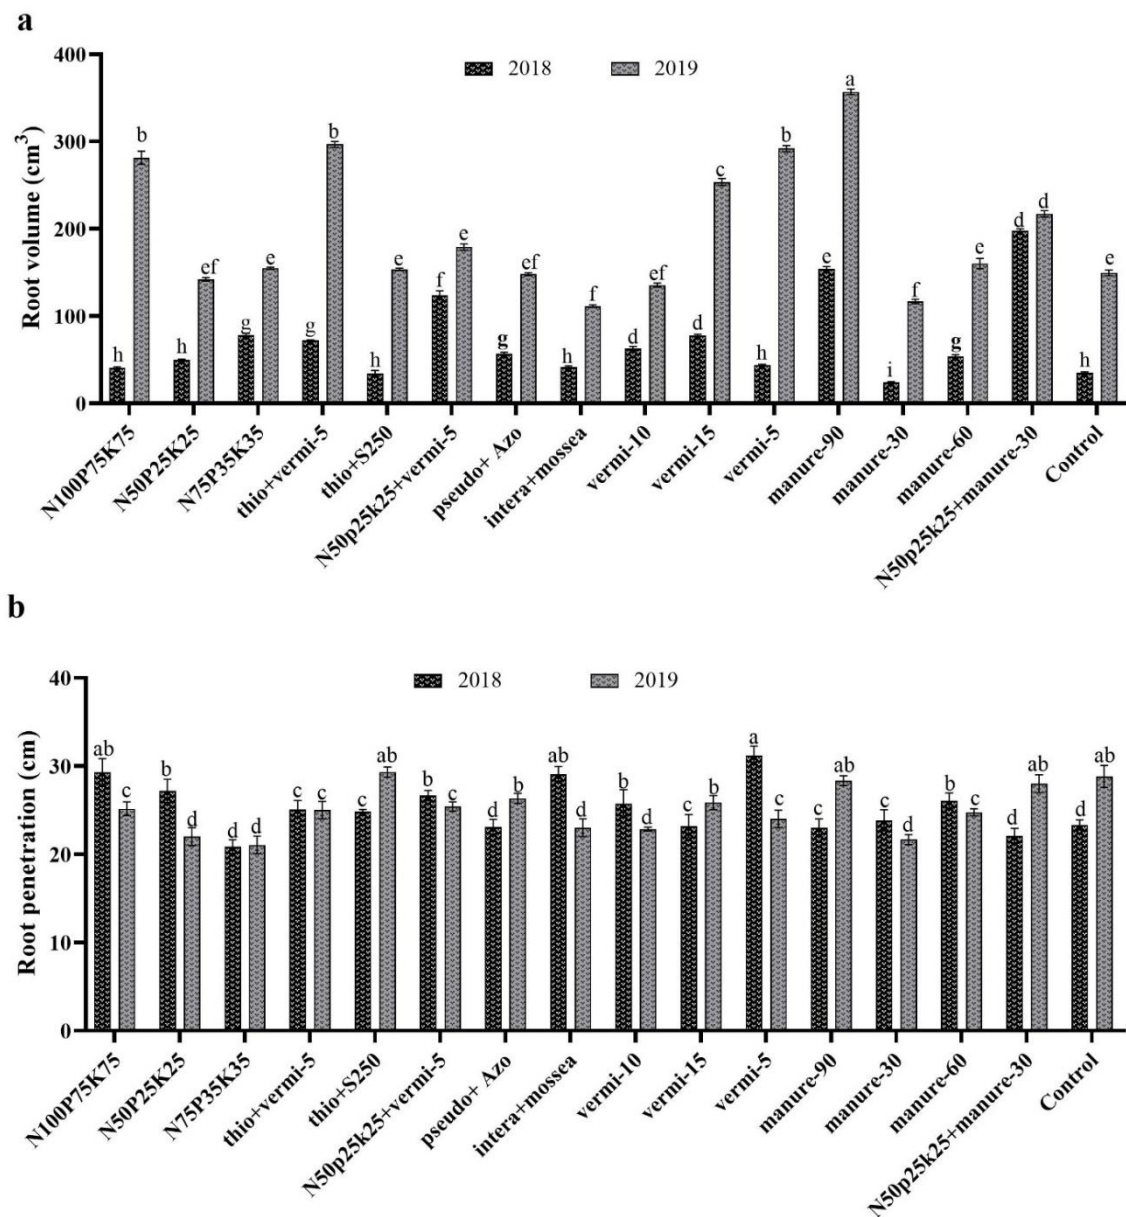 a
400
300
200
100
0
Root volume (cm³)
2018 2019
h b h ef g e g b h e f e g ef h f d ef d c h b e a i f g e d d h e
N100P75K75
N50P25K25
N75P35K35
thio+vermi-5
thio+S250
N50p25k25+vermi-5
pseudo+ Azo
intera+mossea
vermi-10
vermi-15
vermi-5
manure-90
manure-30
manure-60
N50p25k25+manure-30
Control
b
40
30
20
10
0
Root penetration (cm)
2018 2019
ab c b d d d c c c ab b c d ab ab c b d c b a c c ab c d b c d ab c ab
N100P75K75
N50P25K25
N75P35K35
thio+vermi-5
thio+S250
N50p25k25+vermi-5
pseudo+ Azo
intera+mossea
vermi-10
vermi-15
vermi-5
manure-90
manure-30
manure-60
N50p25k25+manure-30
Control